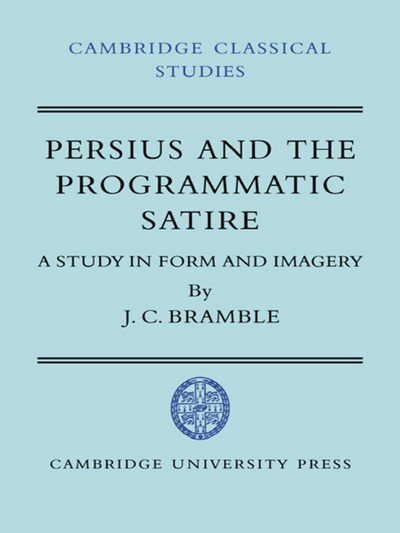 CAMBRIDGE CLASSICAL
STUDIES
PERSIUS AND THE
PROGRAMMATIC
SATIRE
A STUDY IN FORM AND IMAGERY
By
J. C. BRAMBLE
CAMBRIDGE UNIVERSITY PRESS